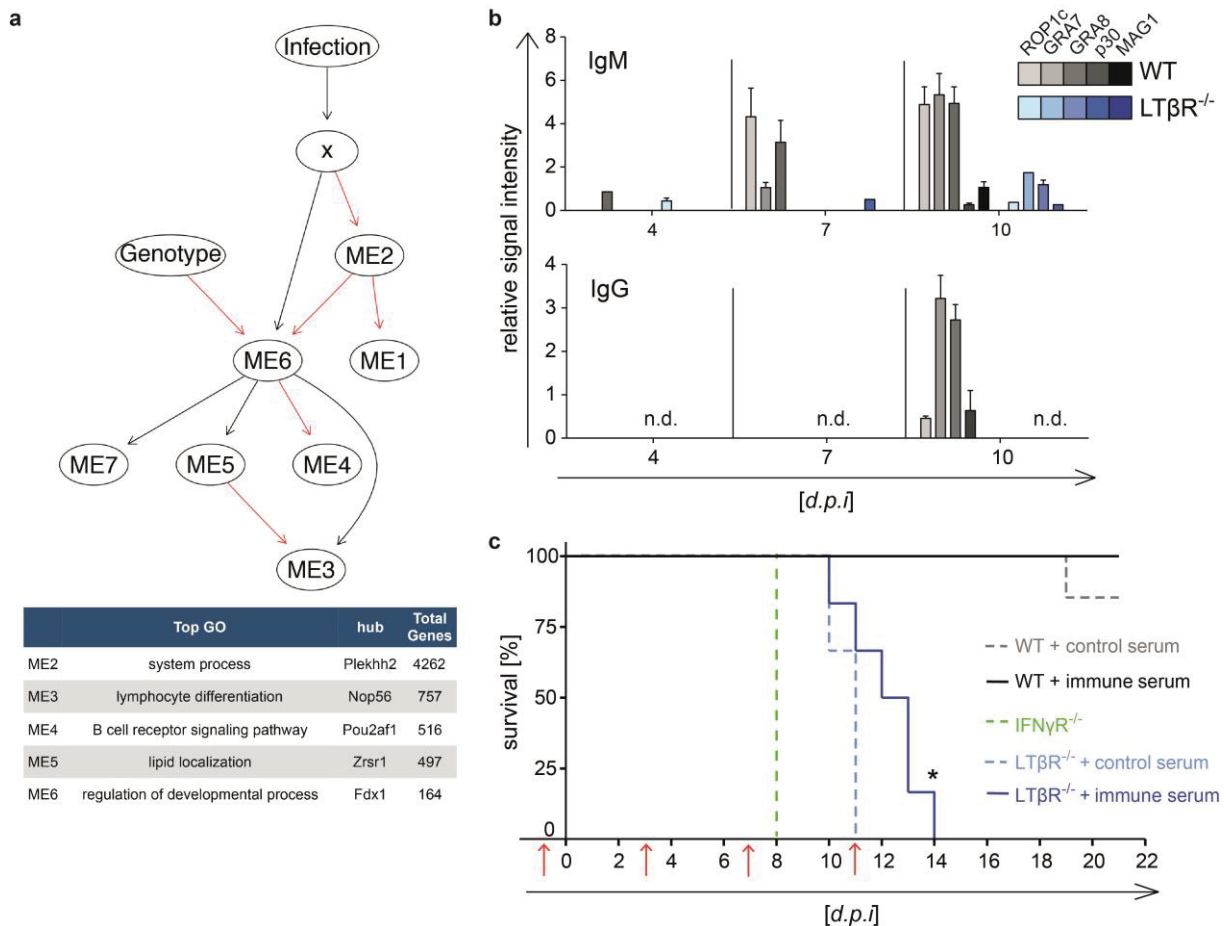 a
Infection
x
Genotype
ME2
ME6
ME1
ME7
ME5
ME4
ME3
Top GO hub Total Genes
ME2 system process Plekhh2 4262
ME3 lymphocyte differentiation Nop56 757
ME4 B cell receptor signaling pathway Pou2af1 516
ME5 lipid localization Zrsr1 497
ME6 regulation of developmental process Fdx1 164
b
ROP1c
GRA7
GRA8
p30
MAG1
WT
LTβR-/-
relative signal intensity
IgM
8
6
4
2
0
4 7 10
IgG
4
3
2
1
0
n.d. n.d. n.d.
4 7 10
[d.p.i]
c
survival [%]
100
75
50
25
0
*
WT + control serum
WT + immune serum
IFNγR-/-
LTβR-/- + control serum
LTβR-/- + immune serum
0 2 4 6 8 10 12 14 16 18 20 22
[d.p.i]